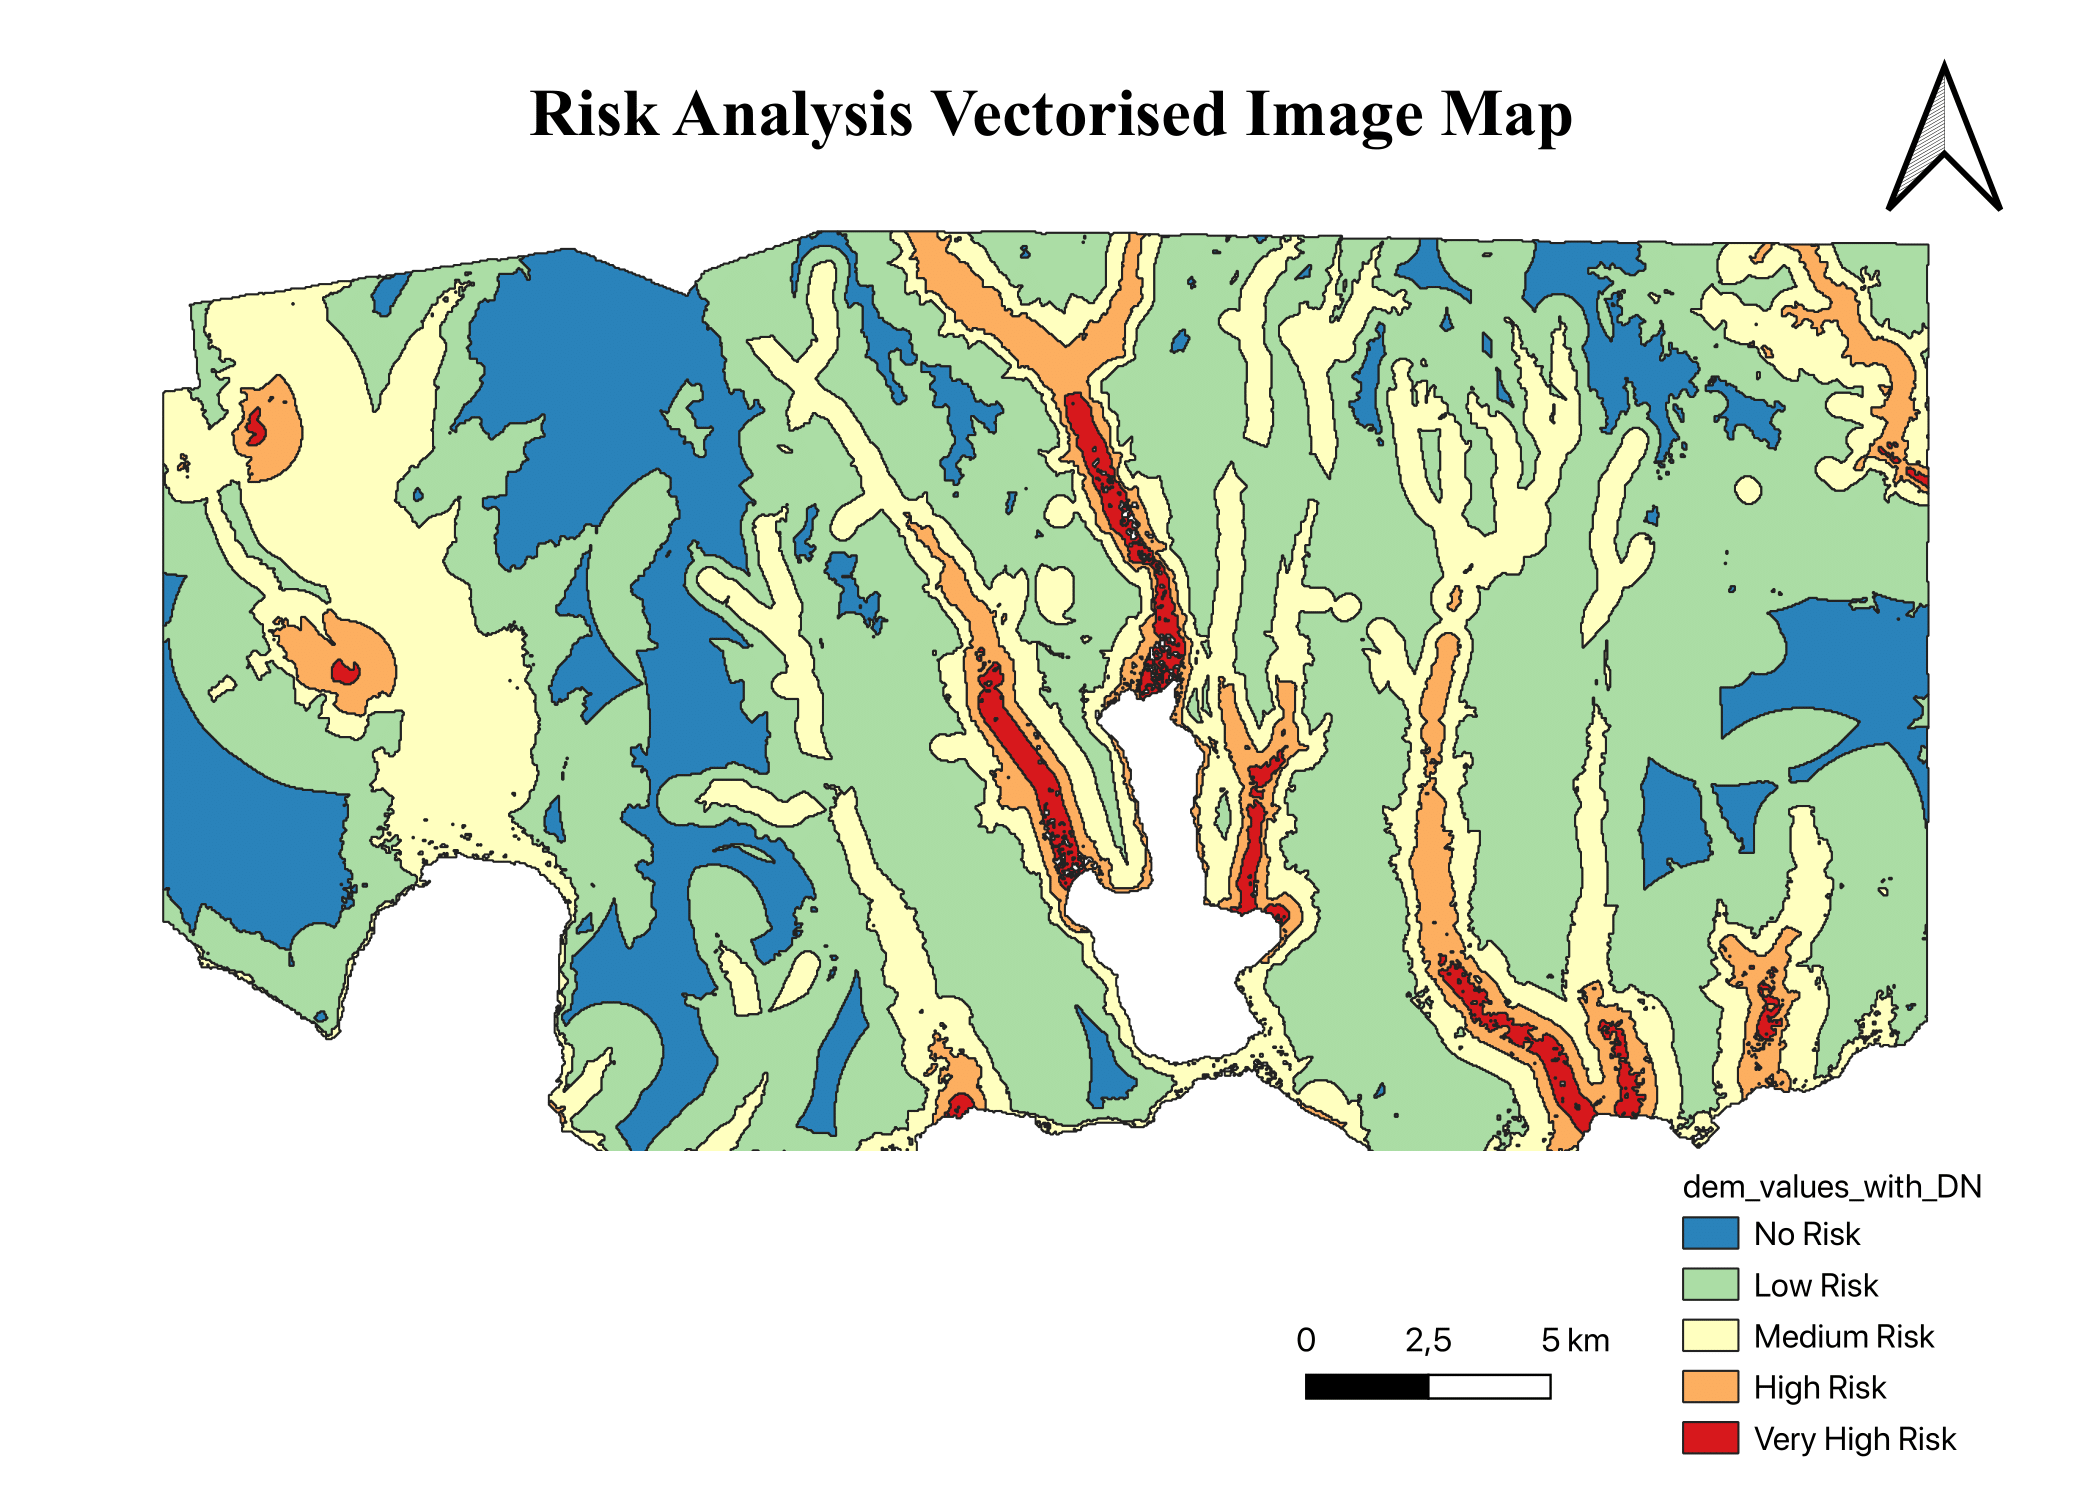 Risk Analysis Vectorised Image Map
dem_values_with_DN
No Risk
Low Risk
Medium Risk
High Risk
Very High Risk
0 2,5 5 km